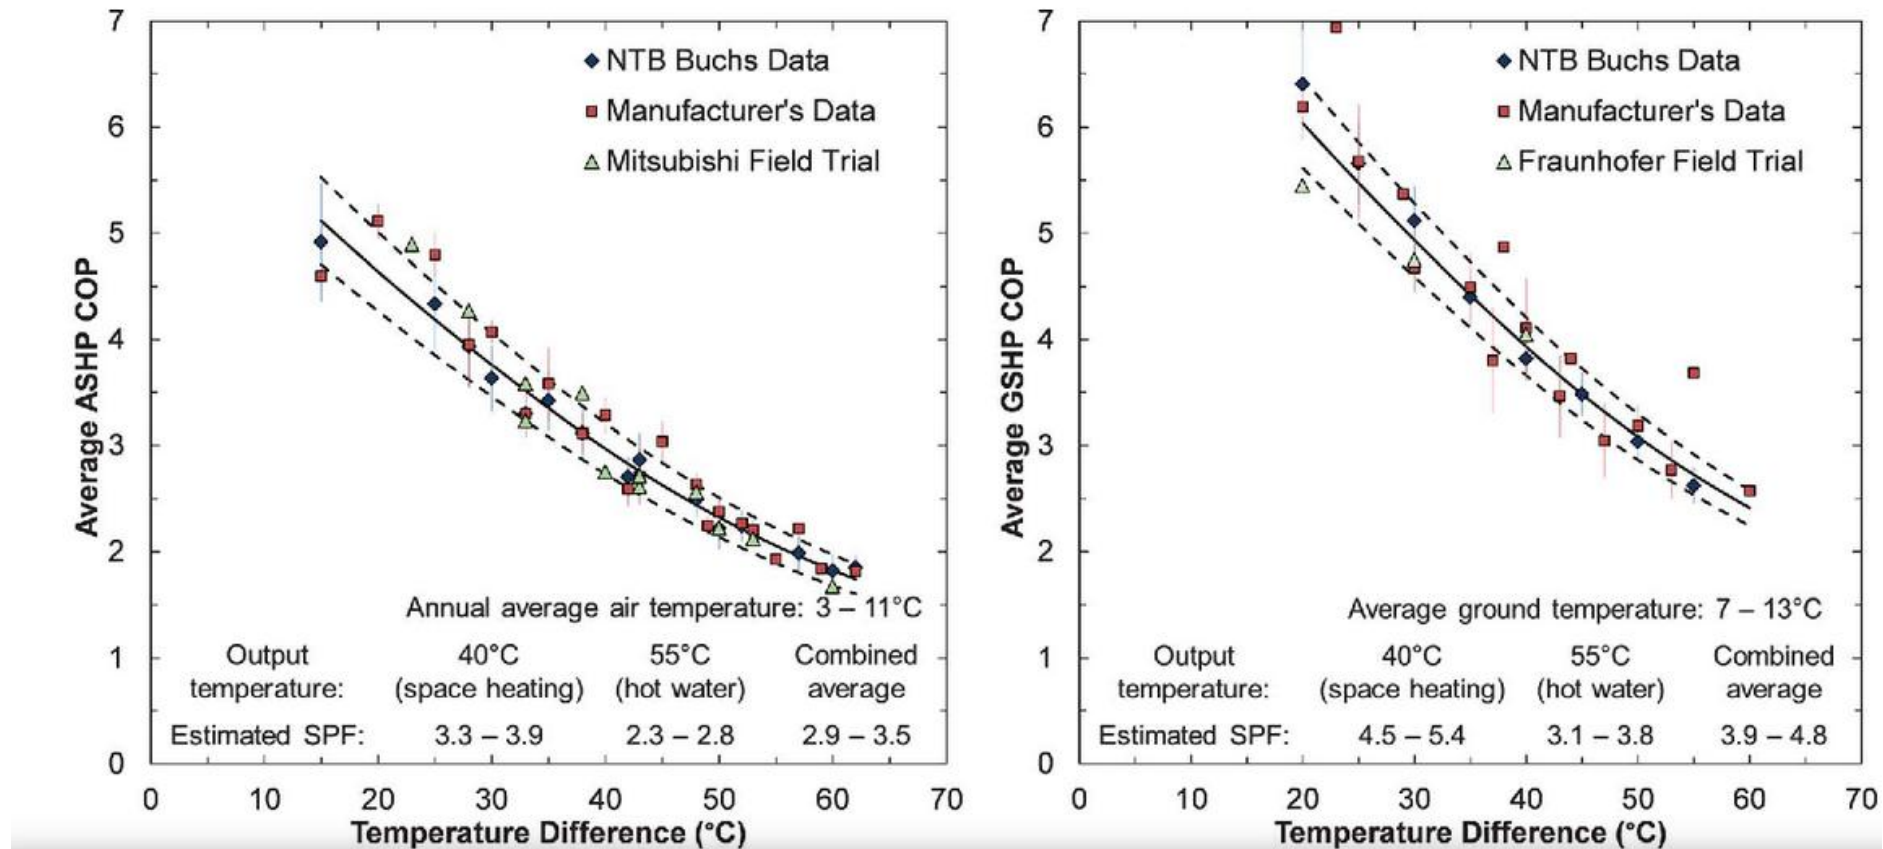 Average ASHP COP
7
6
5
4
3
2
1
0
NTB Buchs Data
Manufacturer's Data
Mitsubishi Field Trial
Annual average air temperature: 3 – 11°C
Output temperature:
40°C (space heating)
55°C (hot water)
Combined average
Estimated SPF: 3.3 – 3.9 2.3 – 2.8 2.9 – 3.5
0 10 20 30 40 50 60 70
Temperature Difference (°C)
Average GSHP COP
7
6
5
4
3
2
1
0
NTB Buchs Data
Manufacturer's Data
Fraunhofer Field Trial
Average ground temperature: 7 – 13°C
Output temperature:
40°C (space heating)
55°C (hot water)
Combined average
Estimated SPF: 4.5 – 5.4 3.1 – 3.8 3.9 – 4.8
0 10 20 30 40 50 60 70
Temperature Difference (°C)